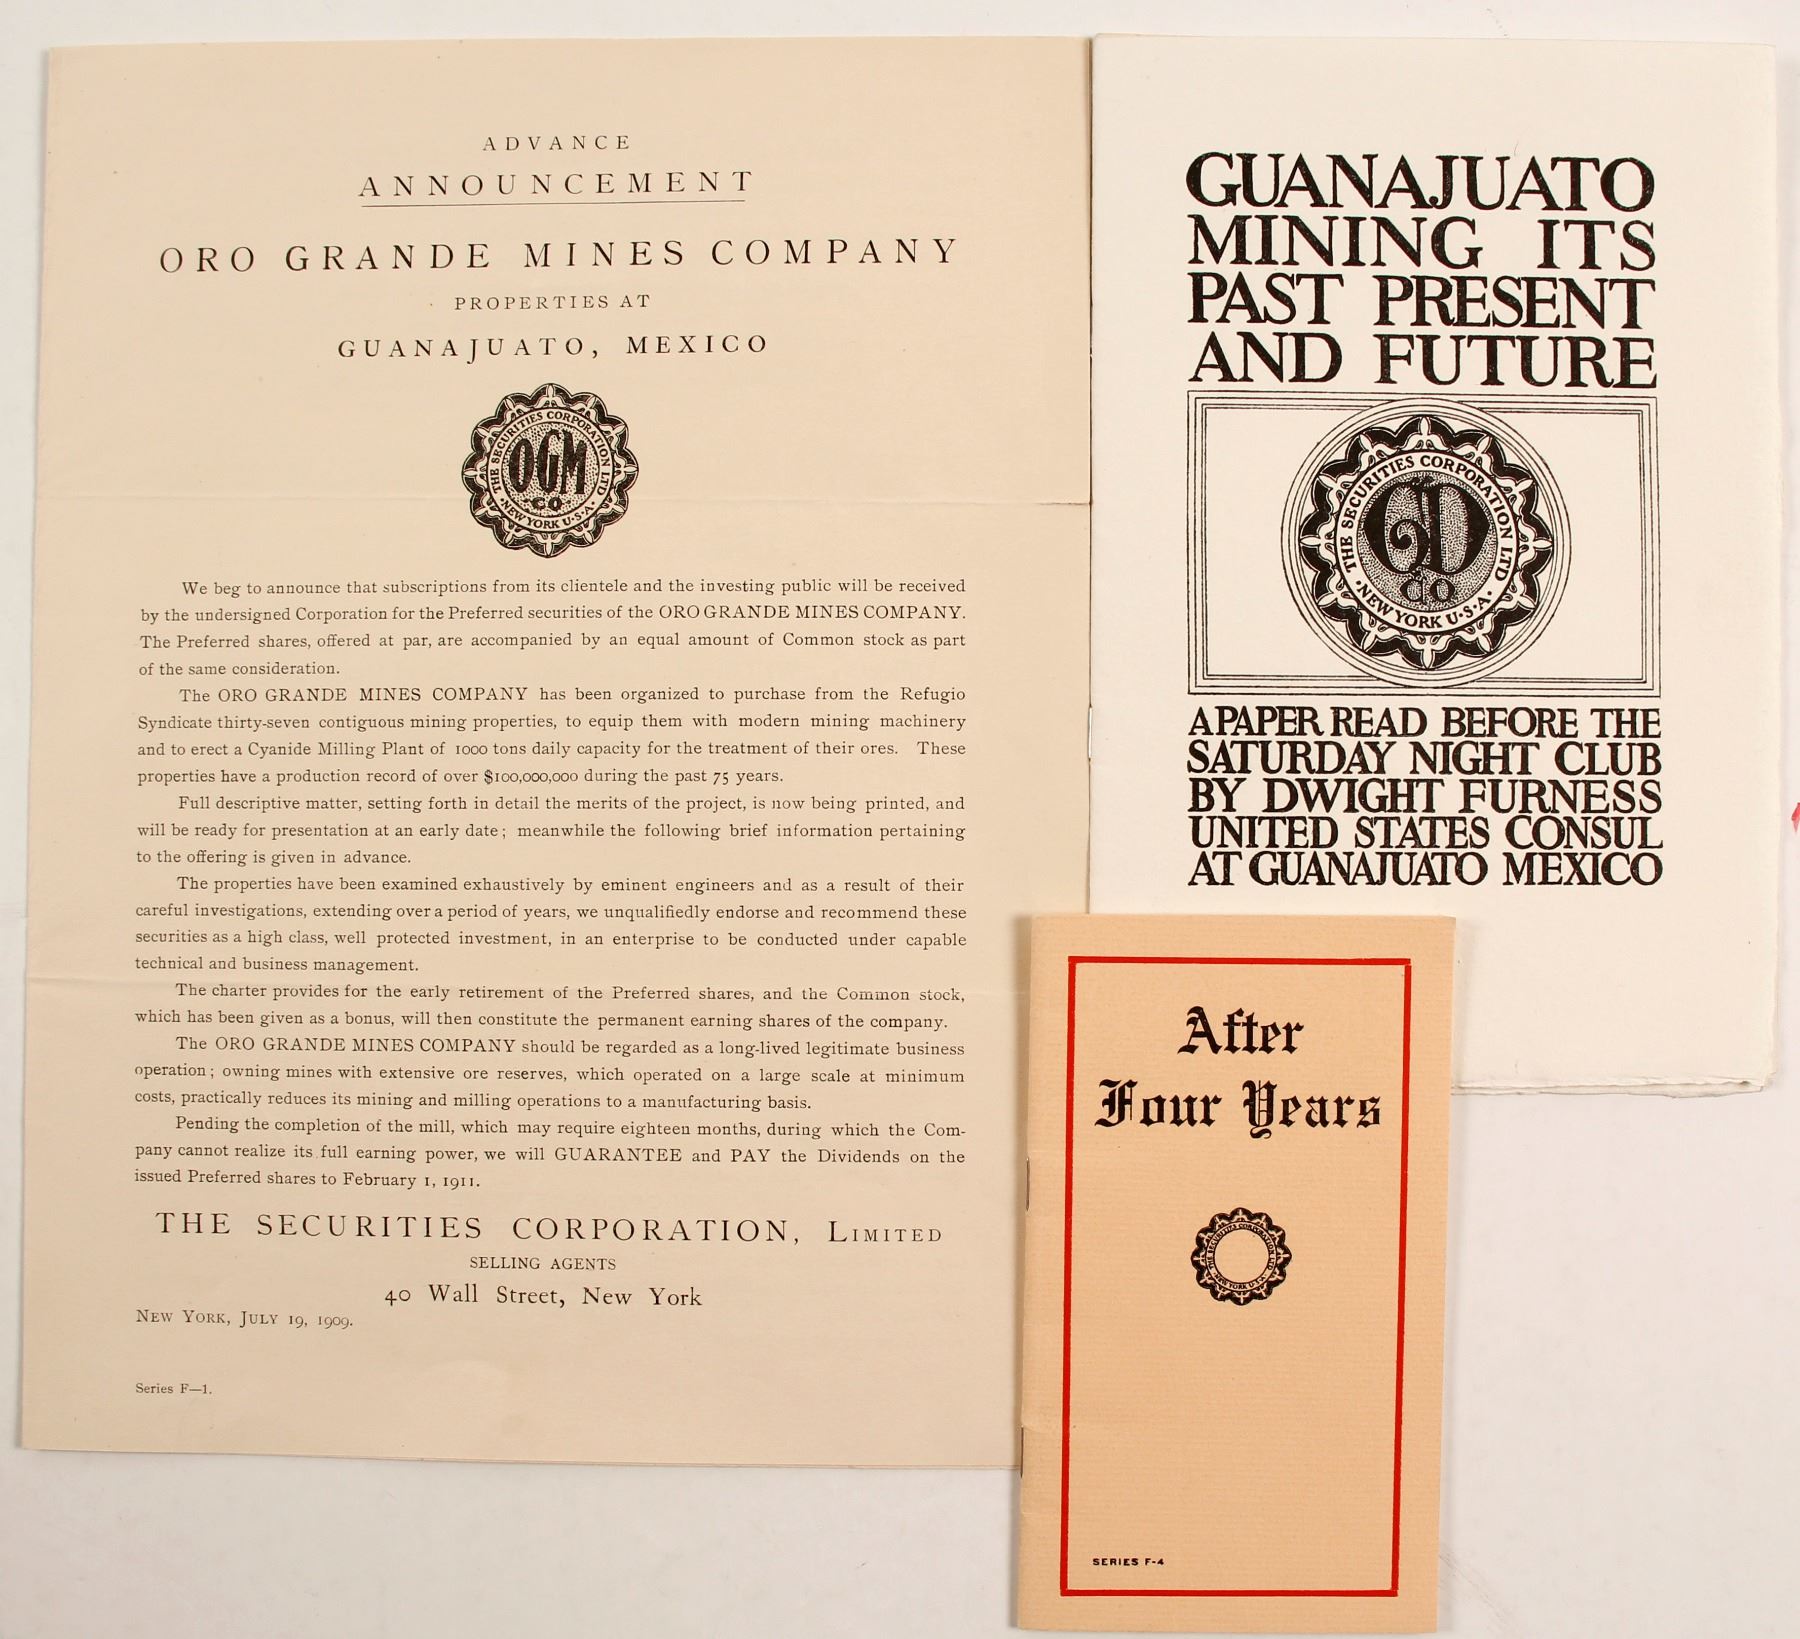 ADVANCE
ANNOUNCEMENT
ORO GRANDE MINES COMPANY
PROPERTIES AT
GUANAJUATO, MEXICO
THE SECURITIES CORPORATION LTD
OGM
CO
· NEW YORK U·S·A·
We beg to announce that subscriptions from its clientele and the investing public will be received
by the undersigned Corporation for the Preferred securities of the ORO GRANDE MINES COMPANY.
The Preferred shares, offered at par, are accompanied by an equal amount of Common stock as part
of the same consideration.
The ORO GRANDE MINES COMPANY has been organized to purchase from the Refugio
Syndicate thirty-seven contiguous mining properties, to equip them with modern mining machinery
and to erect a Cyanide Milling Plant of 1000 tons daily capacity for the treatment of their ores. These
properties have a production record of over $100,000,000 during the past 75 years.
Full descriptive matter, setting forth in detail the merits of the project, is now being printed, and
will be ready for presentation at an early date; meanwhile the following brief information pertaining
to the offering is given in advance.
The properties have been examined exhaustively by eminent engineers and as a result of their
careful investigations, extending over a period of years, we unqualifiedly endorse and recommend these
securities as a high class, well protected investment, in an enterprise to be conducted under capable
technical and business management.
The charter provides for the early retirement of the Preferred shares, and the Common stock,
which has been given as a bonus, will then constitute the permanent earning shares of the company.
The ORO GRANDE MINES COMPANY should be regarded as a long-lived legitimate business
operation; owning mines with extensive ore reserves, which operated on a large scale at minimum
costs, practically reduces its mining and milling operations to a manufacturing basis.
Pending the completion of the mill, which may require eighteen months, during which the Com-
pany cannot realize its full earning power, we will GUARANTEE and PAY the Dividends on the
issued Preferred shares to February 1, 1911.
THE SECURITIES CORPORATION, LIMITED
SELLING AGENTS
40 Wall Street, New York
NEW YORK, JULY 19, 1909.
Series F—1.
GUANAJUATO
MINING ITS
PAST PRESENT
AND FUTURE
THE SECURITIES CORPORATION LTD
GD
CO
· NEW YORK U·S·A·
A PAPER READ BEFORE THE
SATURDAY NIGHT CLUB
BY DWIGHT FURNESS
UNITED STATES CONSUL
AT GUANAJUATO MEXICO
After
Four Years
THE SECURITIES CORPORATION LTD
· NEW YORK U·S·A·
SERIES F-4